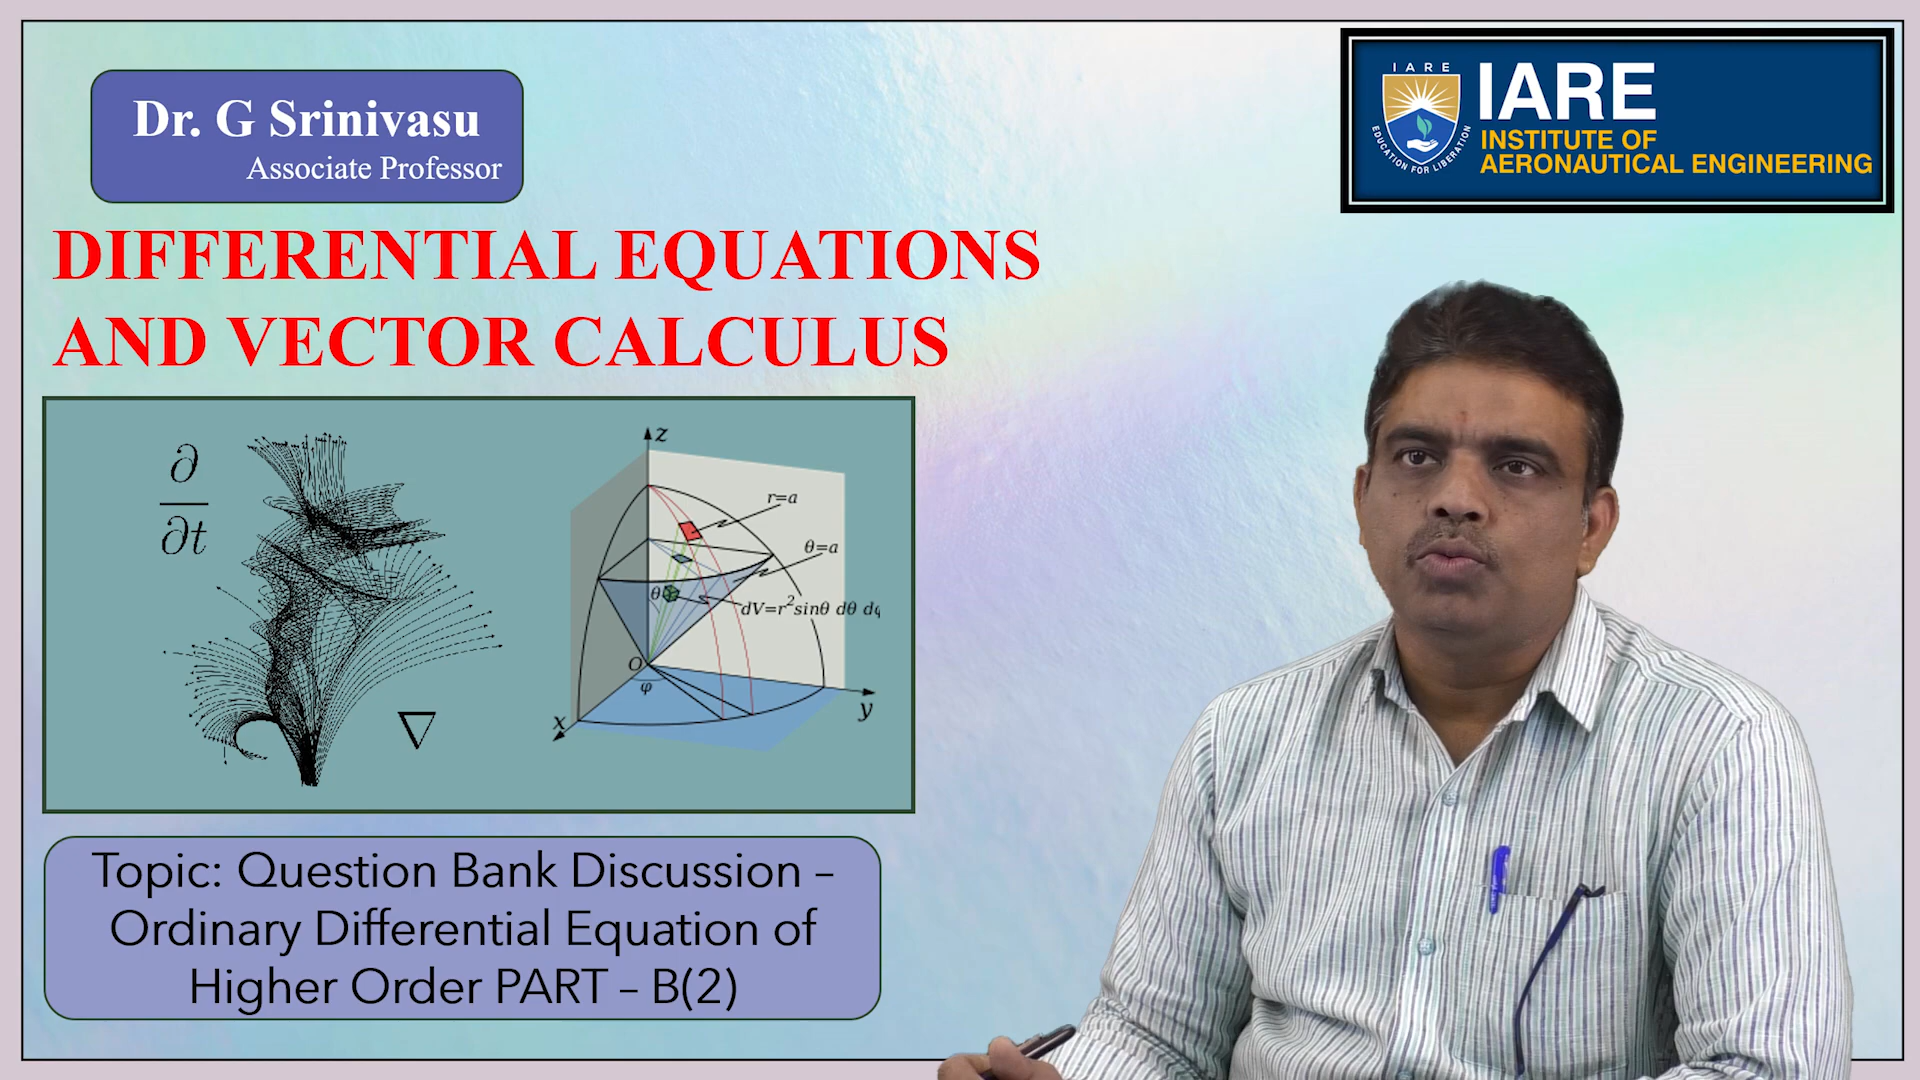 Dr. G Srinivasu
Associate Professor
IARE
EDUCATION FOR LIBERATION
IARE
INSTITUTE OF
AERONAUTICAL ENGINEERING
DIFFERENTIAL EQUATIONS
AND VECTOR CALCULUS
∂
∂t
∇
z
r=a
θ=a
θ
dV=r²sinθ dθ dφ
O
φ
x
y
Topic: Question Bank Discussion –
Ordinary Differential Equation of
Higher Order PART – B(2)